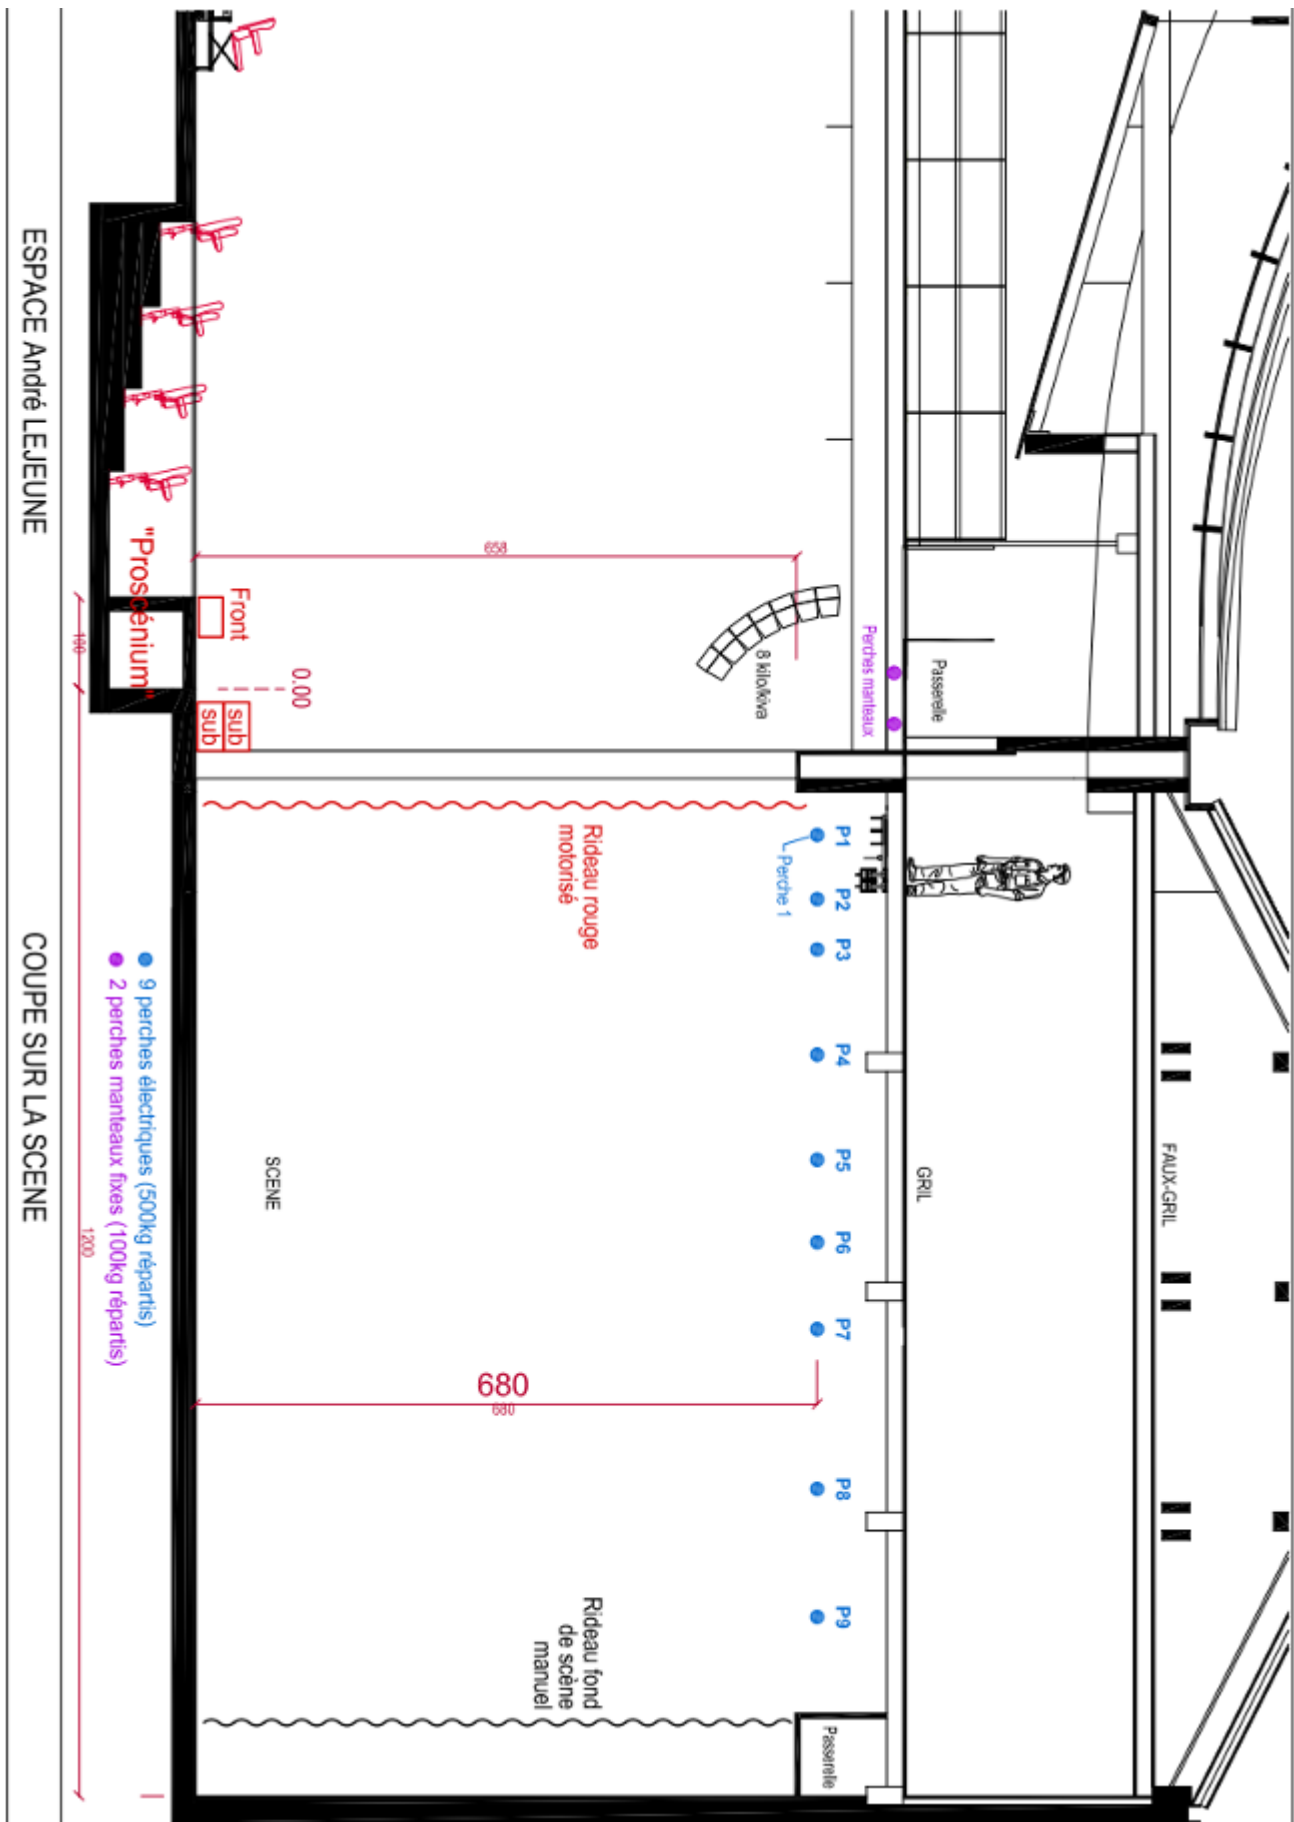 FAUX-GRIL
Passerelle
GRIL
Perches manteaux
P1
P2
P3
P4
P5
P6
P7
P8
P9
Perche 1
Passerelle
8 kilo/kiva
658
Rideau rouge
motorisé
680
680
Rideau fond
de scène
manuel
0.00
SCENE
Front
sub
sub
"Proscénium"
9 perches électriques (500kg répartis)
2 perches manteaux fixes (100kg répartis)
1200
ESPACE André LEJEUNE
COUPE SUR LA SCENE